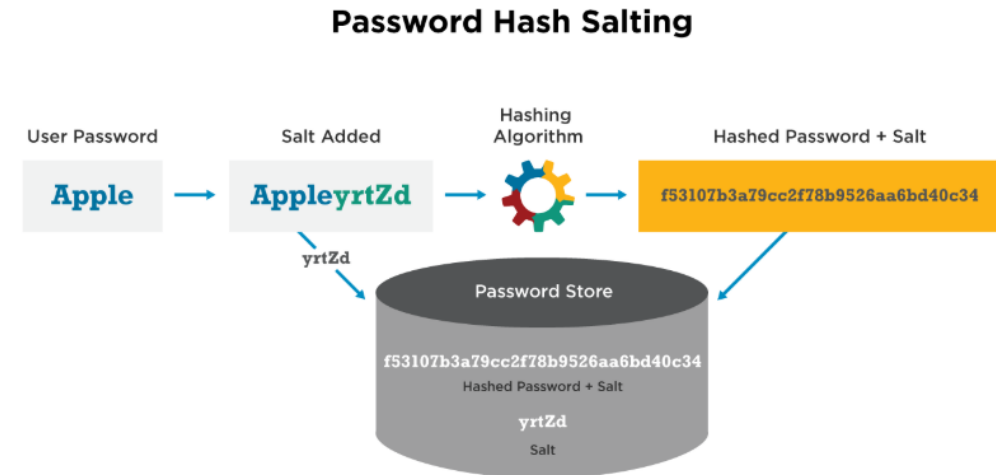 Password Hash Salting
User Password
Salt Added
Hashing
Algorithm
Hashed Password + Salt
Apple
AppleyrtZd
f53107b3a79cc2f78b9526aa6bd40c34
yrtZd
Password Store
f53107b3a79cc2f78b9526aa6bd40c34
Hashed Password + Salt
yrtZd
Salt